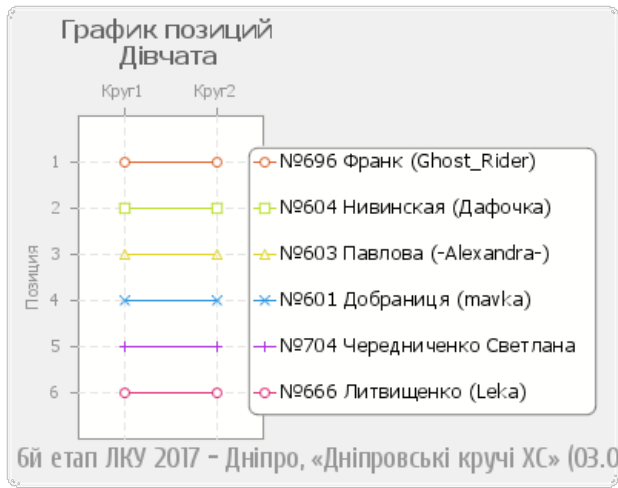 График позиций
Дівчата
Круг1 Круг2
Позиция
1 №696 Франк (Ghost_Rider)
2 №604 Нивинская (Дафочка)
3 №603 Павлова (-Alexandra-)
4 №601 Добраниця (mavka)
5 №704 Чередниченко Светлана
6 №666 Литвищенко (Leka)
6й етап ЛКУ 2017 - Дніпро, «Дніпровські кручі ХС» (03.0